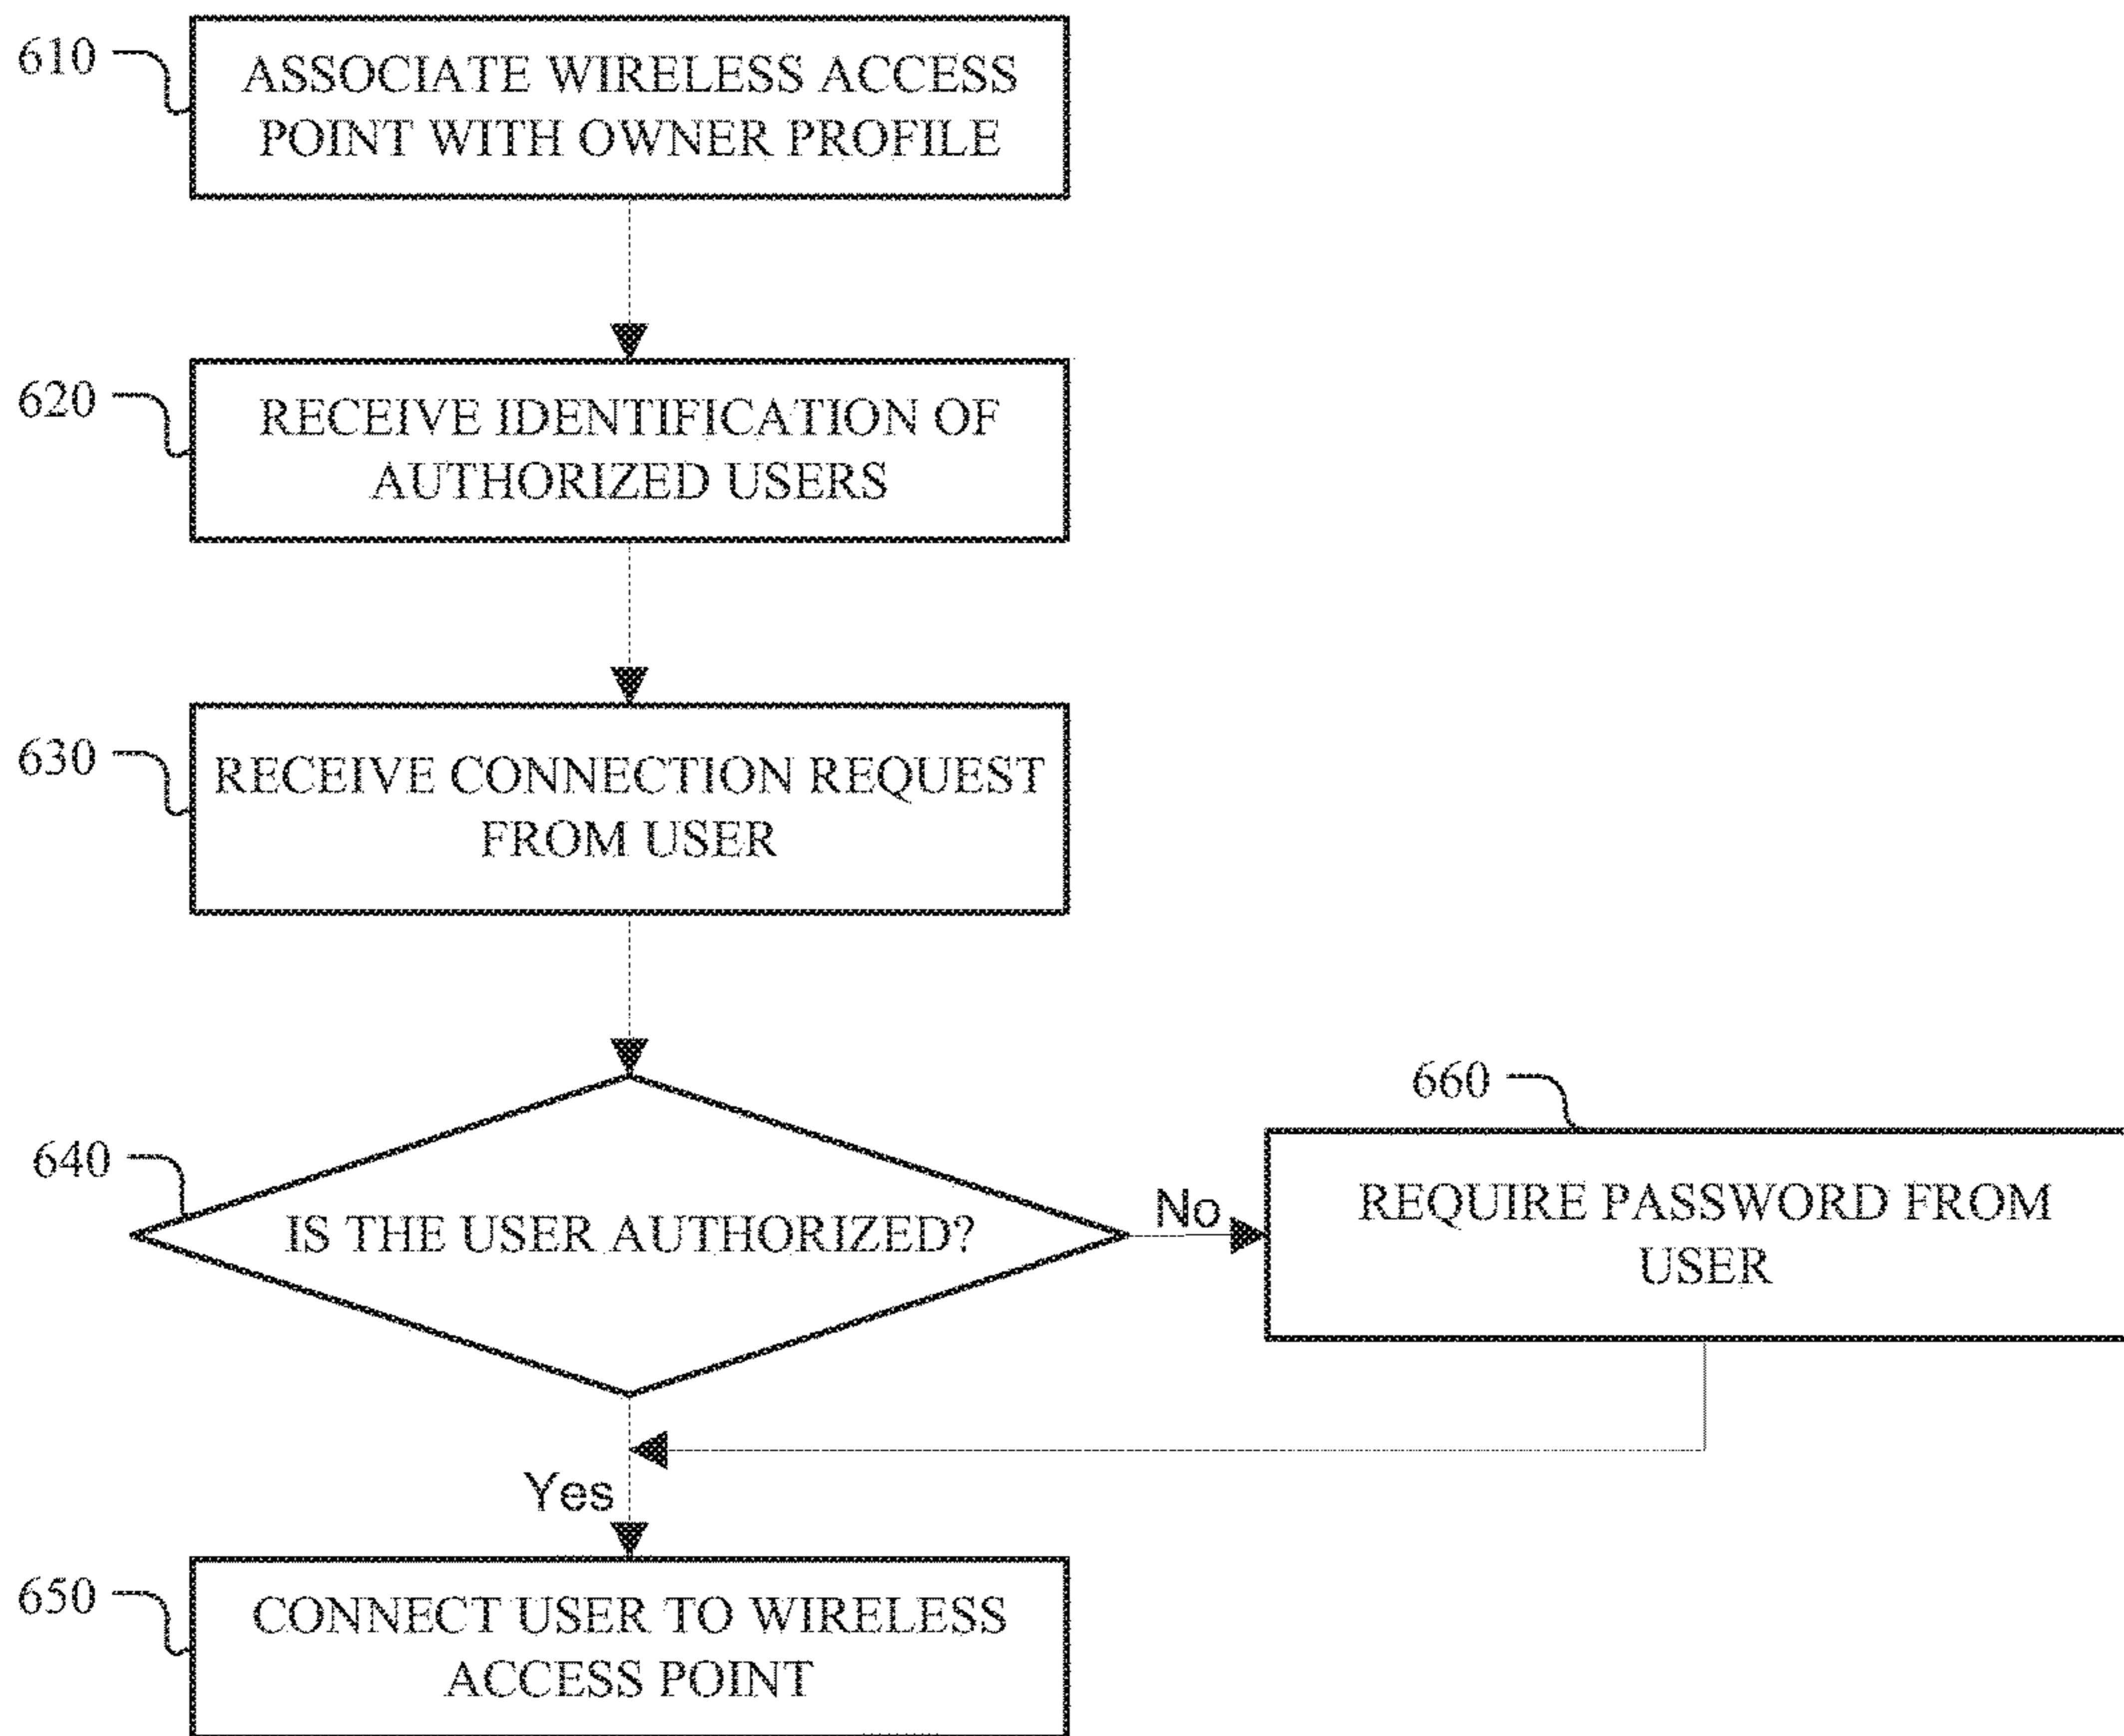 610
ASSOCIATE WIRELESS ACCESS
POINT WITH OWNER PROFILE
620
RECEIVE IDENTIFICATION OF
AUTHORIZED USERS
630
RECEIVE CONNECTION REQUEST
FROM USER
640
IS THE USER AUTHORIZED?
No
660
REQUIRE PASSWORD FROM
USER
Yes
650
CONNECT USER TO WIRELESS
ACCESS POINT